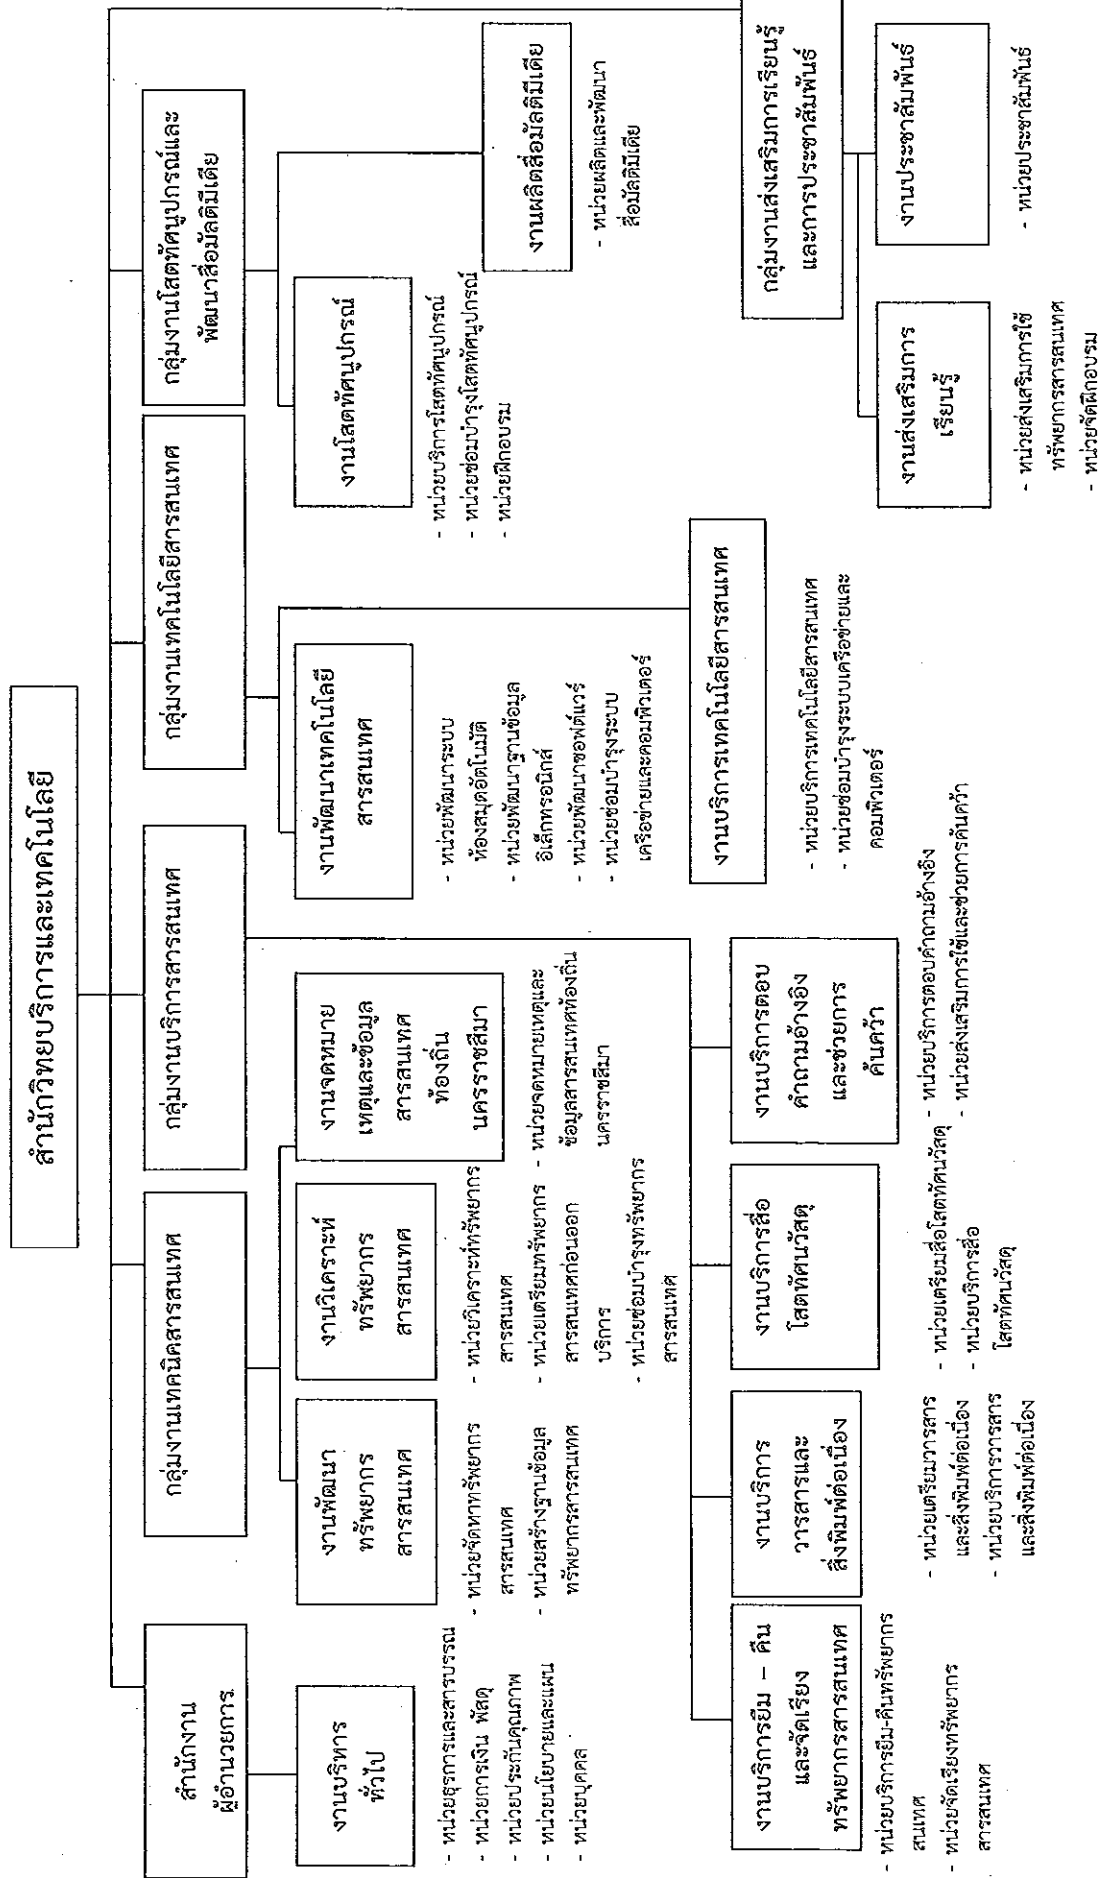 สำนักวิทยบริการและเทคโนโลยี
สำนักงาน
ผู้อำนวยการ
งานบริหาร
ทั่วไป
- หน่วยธุรการและสารบรรณ
- หน่วยการเงิน พัสดุ
- หน่วยประกันคุณภาพ
- หน่วยนโยบายและแผน
- หน่วยบุคคล
กลุ่มงานเทคนิคสารสนเทศ
งานพัฒนา
ทรัพยากร
สารสนเทศ
- หน่วยจัดหาทรัพยากร
สารสนเทศ
- หน่วยสร้างฐานข้อมูล
ทรัพยากรสารสนเทศ
งานวิเคราะห์
ทรัพยากร
สารสนเทศ
- หน่วยวิเคราะห์ทรัพยากร
สารสนเทศ
- หน่วยเตรียมทรัพยากร
สารสนเทศก่อนออก
บริการ
- หน่วยซ่อมบำรุงทรัพยากร
สารสนเทศ
งานจดหมาย
เหตุและข้อมูล
สารสนเทศ
ท้องถิ่น
นครราชสีมา
- หน่วยจดหมายเหตุและ
ข้อมูลสารสนเทศท้องถิ่น
นครราชสีมา
กลุ่มงานบริการสารสนเทศ
งานบริการยืม – คืน
และจัดเรียง
ทรัพยากรสารสนเทศ
- หน่วยบริการยืม-คืนทรัพยากร
สนเทศ
- หน่วยจัดเรียงทรัพยากร
สารสนเทศ
งานบริการ
วารสารและ
สิ่งพิมพ์ต่อเนื่อง
- หน่วยเตรียมวารสาร
และสิ่งพิมพ์ต่อเนื่อง
- หน่วยบริการวารสาร
และสิ่งพิมพ์ต่อเนื่อง
งานบริการสื่อ
โสตทัศนวัสดุ
- หน่วยเตรียมสื่อโสตทัศนวัสดุ
- หน่วยบริการสื่อ
โสตทัศนวัสดุ
งานบริการตอบ
คำถามอ้างอิง
และช่วยการ
ค้นคว้า
- หน่วยบริการตอบคำถามอ้างอิง
- หน่วยส่งเสริมการใช้และช่วยการค้นคว้า
กลุ่มงานเทคโนโลยีสารสนเทศ
งานพัฒนาเทคโนโลยี
สารสนเทศ
- หน่วยพัฒนาระบบ
ห้องสมุดอัตโนมัติ
- หน่วยพัฒนาฐานข้อมูล
อิเล็กทรอนิกส์
- หน่วยพัฒนาซอฟต์แวร์
- หน่วยซ่อมบำรุงระบบ
เครือข่ายและคอมพิวเตอร์
งานบริการเทคโนโลยีสารสนเทศ
- หน่วยบริการเทคโนโลยีสารสนเทศ
- หน่วยซ่อมบำรุงระบบเครือข่ายและ
คอมพิวเตอร์
กลุ่มงานโสตทัศนูปกรณ์และ
พัฒนาสื่อมัลติมีเดีย
งานโสตทัศนูปกรณ์
- หน่วยบริการโสตทัศนูปกรณ์
- หน่วยซ่อมบำรุงโสตทัศนูปกรณ์
- หน่วยฝึกอบรม
งานผลิตสื่อมัลติมีเดีย
- หน่วยผลิตและพัฒนา
สื่อมัลติมีเดีย
กลุ่มงานส่งเสริมการเรียนรู้
และการประชาสัมพันธ์
งานส่งเสริมการ
เรียนรู้
- หน่วยส่งเสริมการใช้
ทรัพยากรสารสนเทศ
- หน่วยจัดฝึกอบรม
งานประชาสัมพันธ์
- หน่วยประชาสัมพันธ์